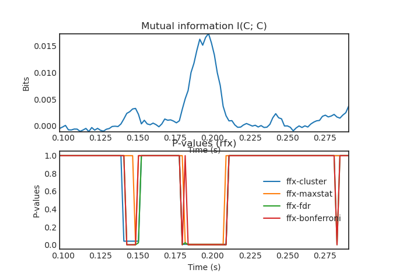 Mutual information I(C; C)
0.015
0.010
0.005
0.000
Bits
0.100 0.125 0.150 0.175 0.200 0.225 0.250 0.275
Time (s)
P-values (rfx)
1.0
0.8
0.6
0.4
0.2
0.0
P-values
ffx-cluster
ffx-maxstat
ffx-fdr
ffx-bonferroni
0.100 0.125 0.150 0.175 0.200 0.225 0.250 0.275
Time (s)